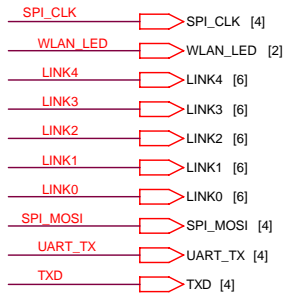 SPI_CLK SPI_CLK [4]
WLAN_LED WLAN_LED [2]
LINK4 LINK4 [6]
LINK3 LINK3 [6]
LINK2 LINK2 [6]
LINK1 LINK1 [6]
LINK0 LINK0 [6]
SPI_MOSI SPI_MOSI [4]
UART_TX UART_TX [4]
TXD TXD [4]